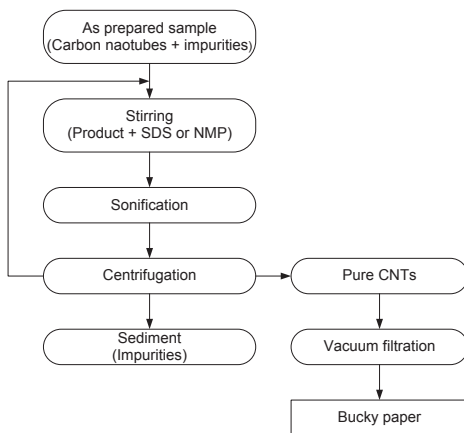 As prepared sample
(Carbon naotubes + impurities)
Stirring
(Product + SDS or NMP)
Sonification
Centrifugation
Pure CNTs
Sediment
(Impurities)
Vacuum filtration
Bucky paper